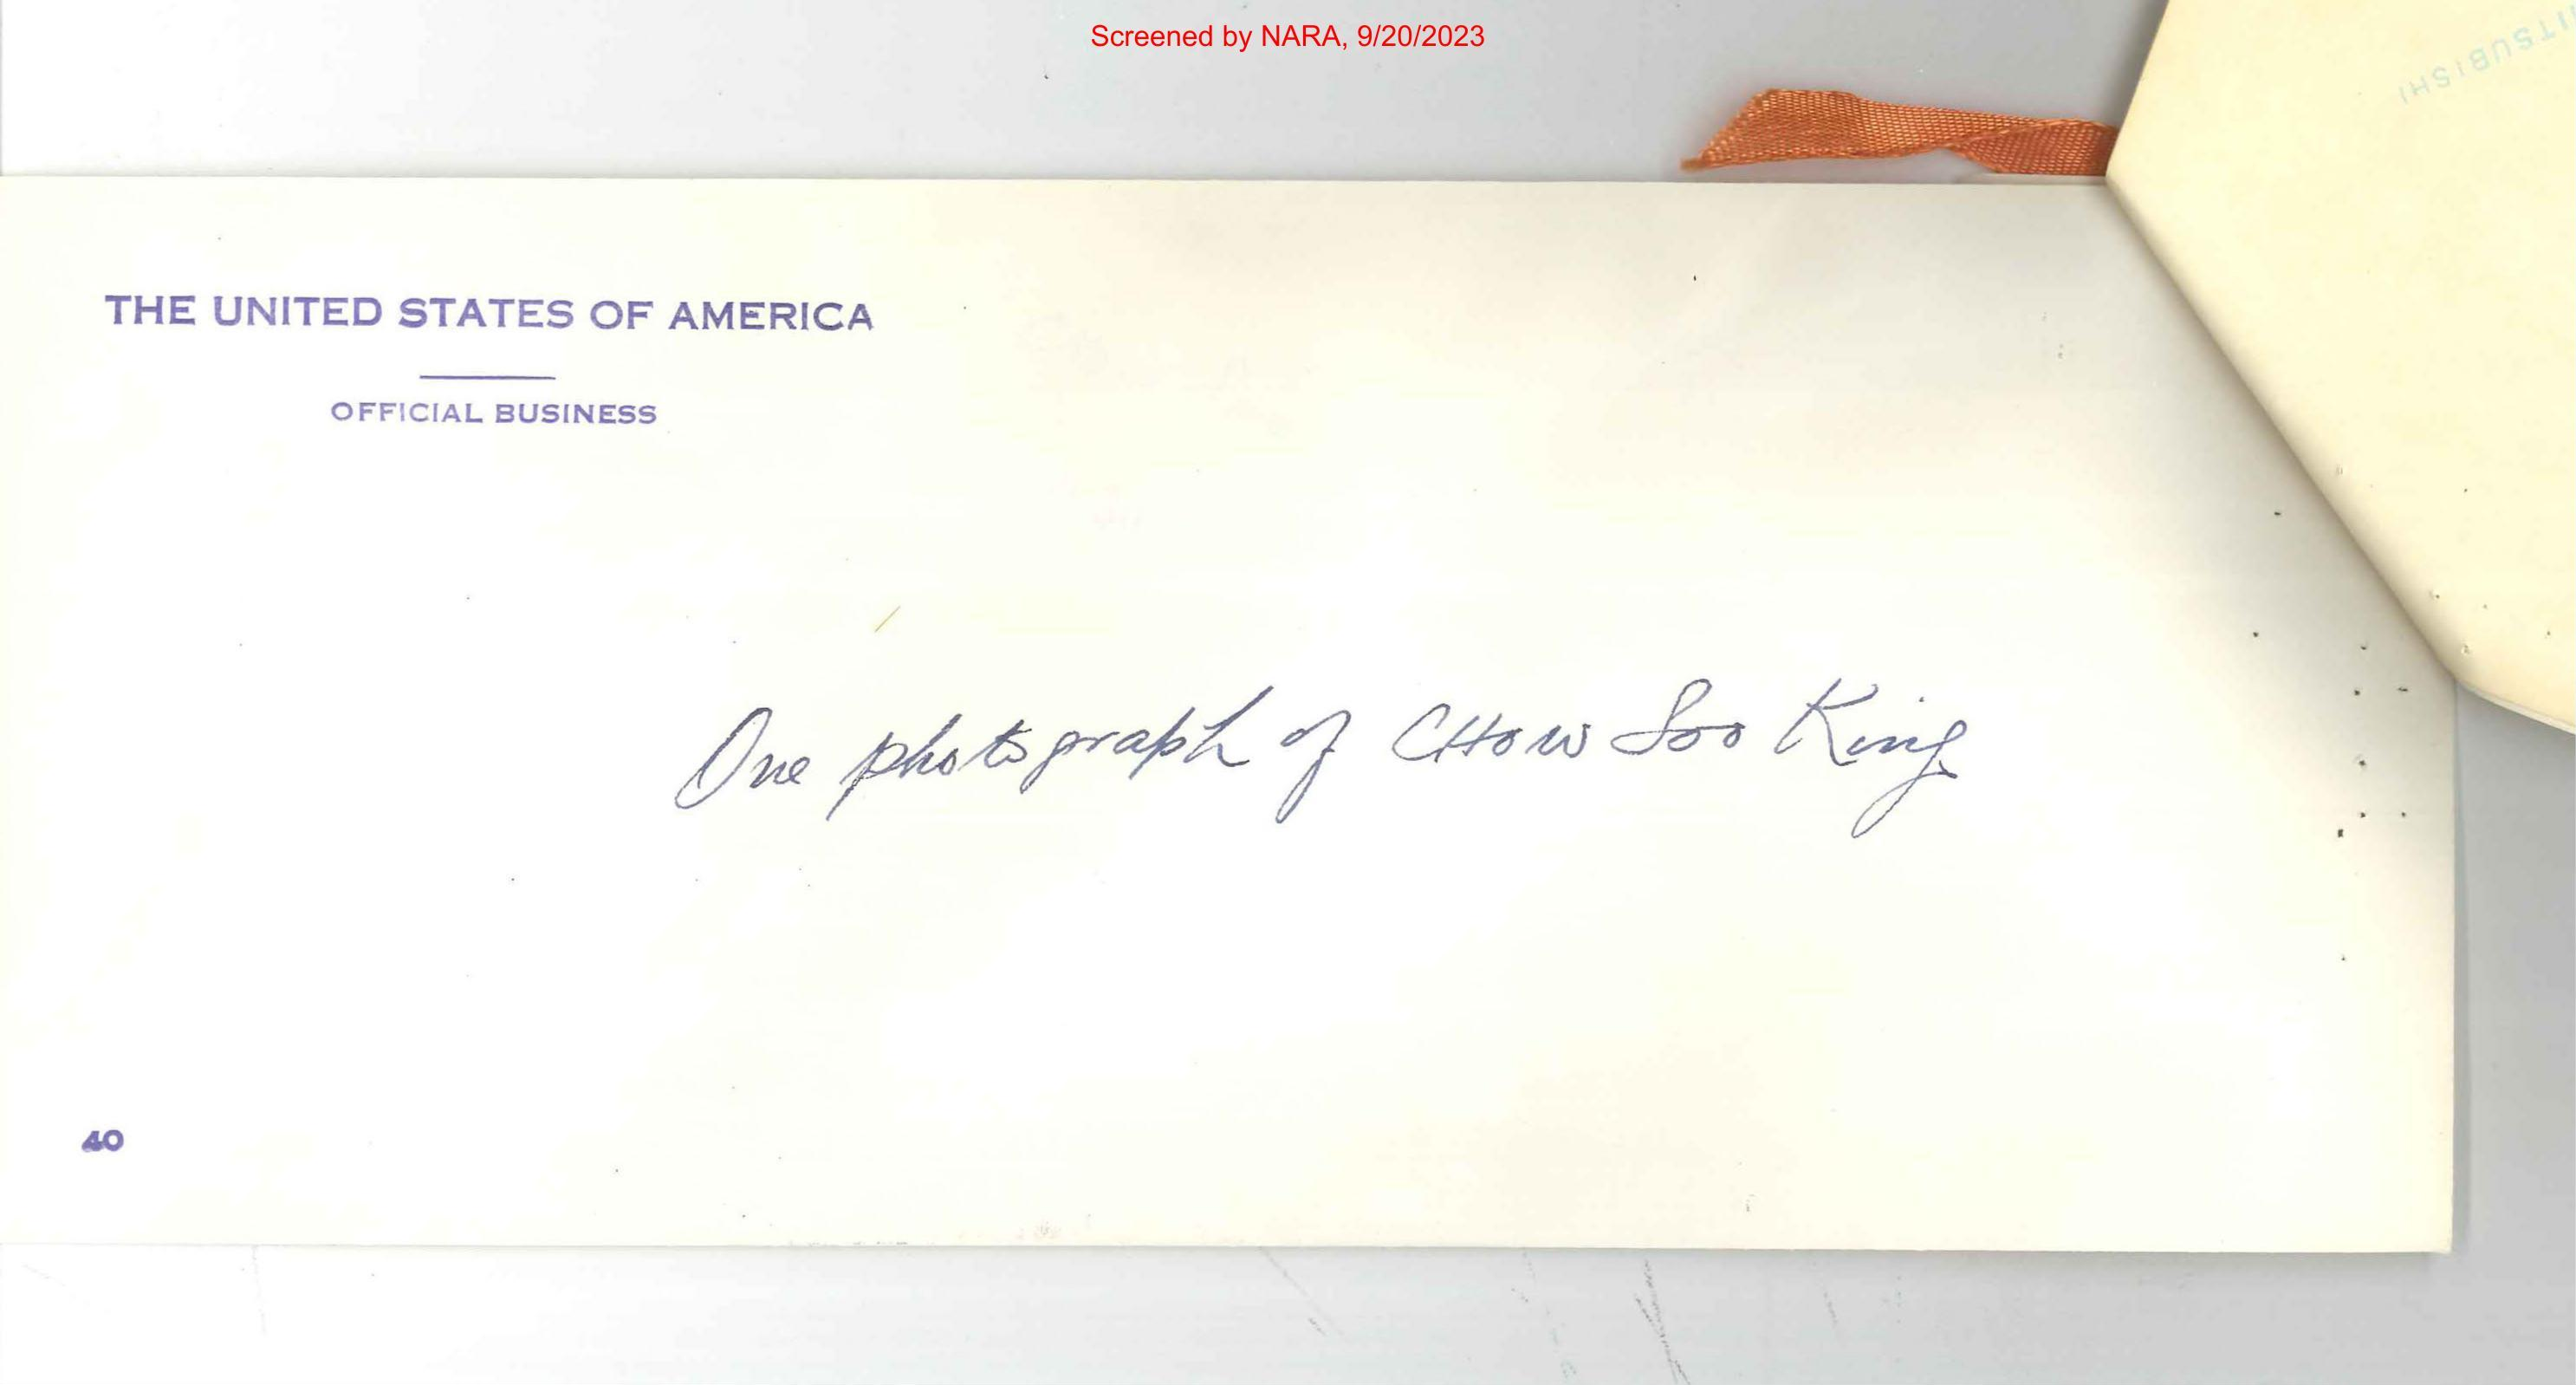 Screened by NARA, 9/20/2023
ITSUBISHI
THE UNITED STATES OF AMERICA
OFFICIAL BUSINESS
One photograph of CHOW Soo King
40